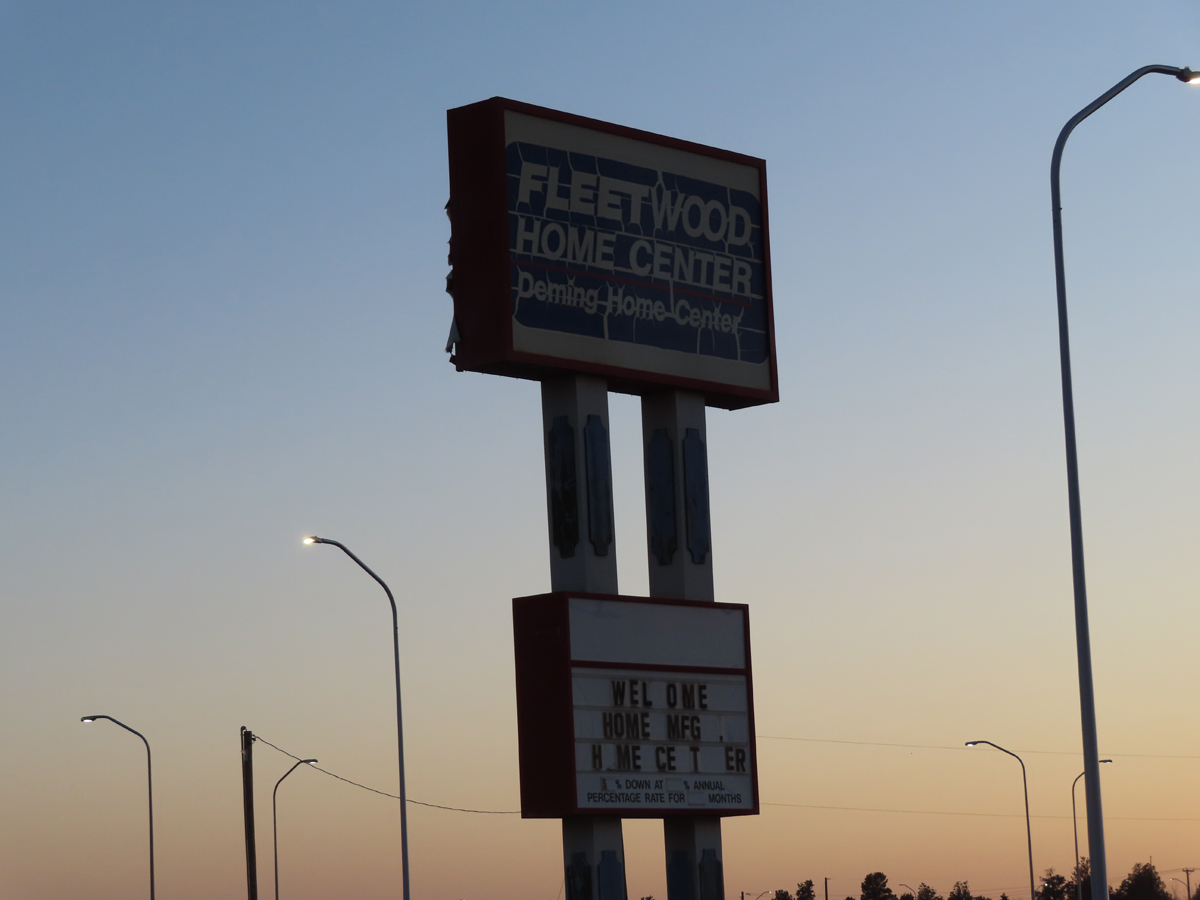 FLEETWOOD
HOME CENTER
Deming Home Center
WEL OME
HOME MFG .
H ME CE T ER
% DOWN AT % ANNUAL
PERCENTAGE RATE FOR MONTHS